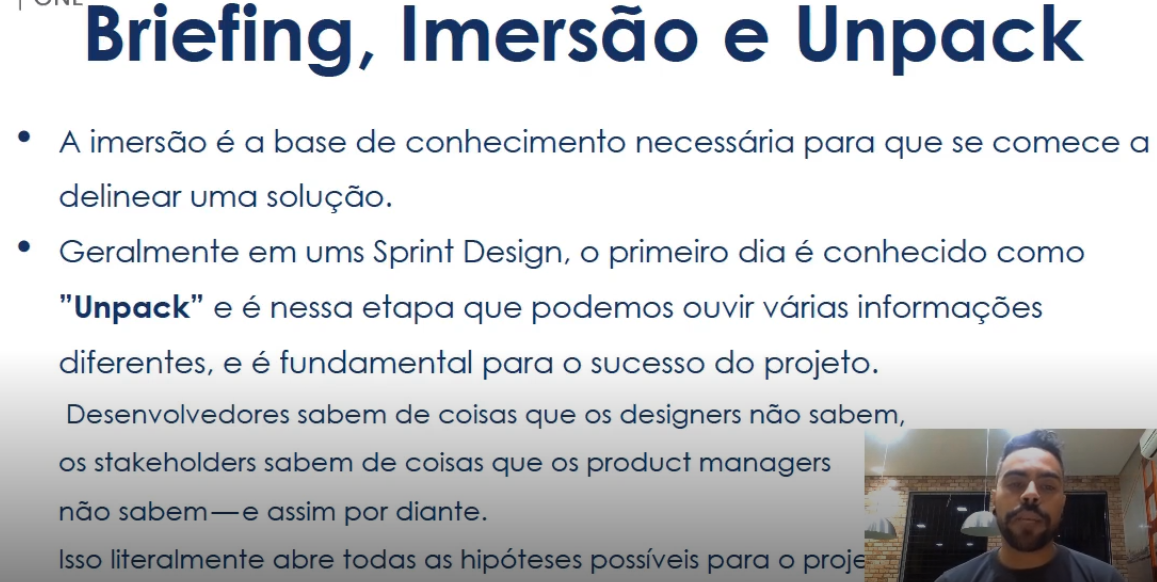 | ONE
Briefing, Imersão e Unpack
• A imersão é a base de conhecimento necessária para que se comece a
delinear uma solução.
• Geralmente em ums Sprint Design, o primeiro dia é conhecido como
”Unpack” e é nessa etapa que podemos ouvir várias informações
diferentes, e é fundamental para o sucesso do projeto.
Desenvolvedores sabem de coisas que os designers não sabem,
os stakeholders sabem de coisas que os product managers
não sabem — e assim por diante.
Isso literalmente abre todas as hipóteses possíveis para o proje